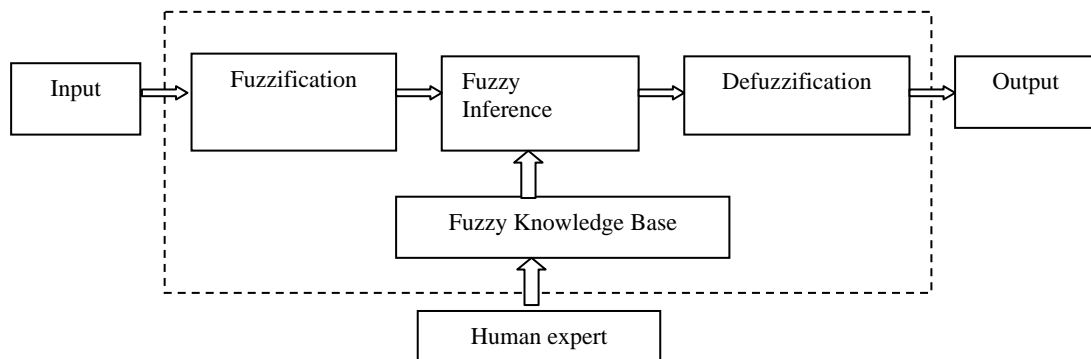 Input
Fuzzification
Fuzzy
Inference
Defuzzification
Output
Fuzzy Knowledge Base
Human expert